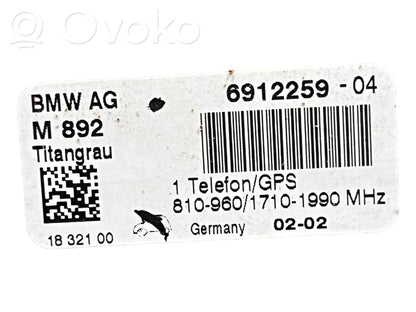 Ovoko
BMW AG
6912259 - 04
M 892
Titangrau
1 Telefon/GPS
810-960/1710-1990 MHz
18 321 00
Germany 02-02